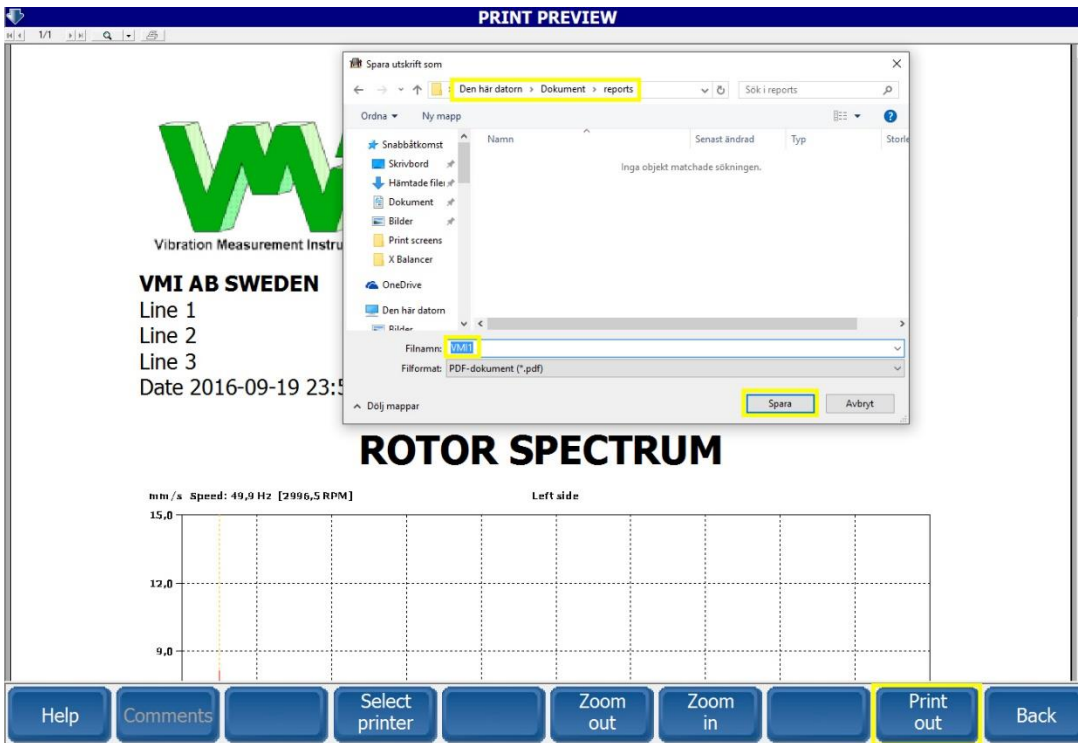 PRINT PREVIEW
1/1
Spara utskrift som
Den här datorn > Dokument > reports
Sök i reports
Ordna
Ny mapp
Namn
Senast ändrad
Typ
Storle
Inga objekt matchade sökningen.
Snabbåtkomst
Skrivbord
Hämtade filer
Dokument
Bilder
Print screens
X Balancer
OneDrive
Den här datorn
Bilder
Filnamn: VMI1
Filformat: PDF-dokument (*.pdf)
Dölj mappar
Spara
Avbryt
Vibration Measurement Instru
VMI AB SWEDEN
Line 1
Line 2
Line 3
Date 2016-09-19 23:5
ROTOR SPECTRUM
mm/s Speed: 49,9 Hz [2996,5 RPM]
Left side
15,0
12,0
9,0
Help
Comments
Select printer
Zoom out
Zoom in
Print out
Back